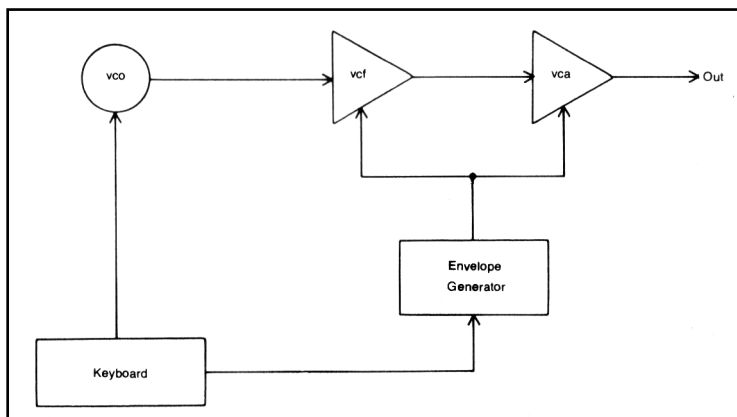 vco
vcf
vca
Out
Envelope
Generator
Keyboard